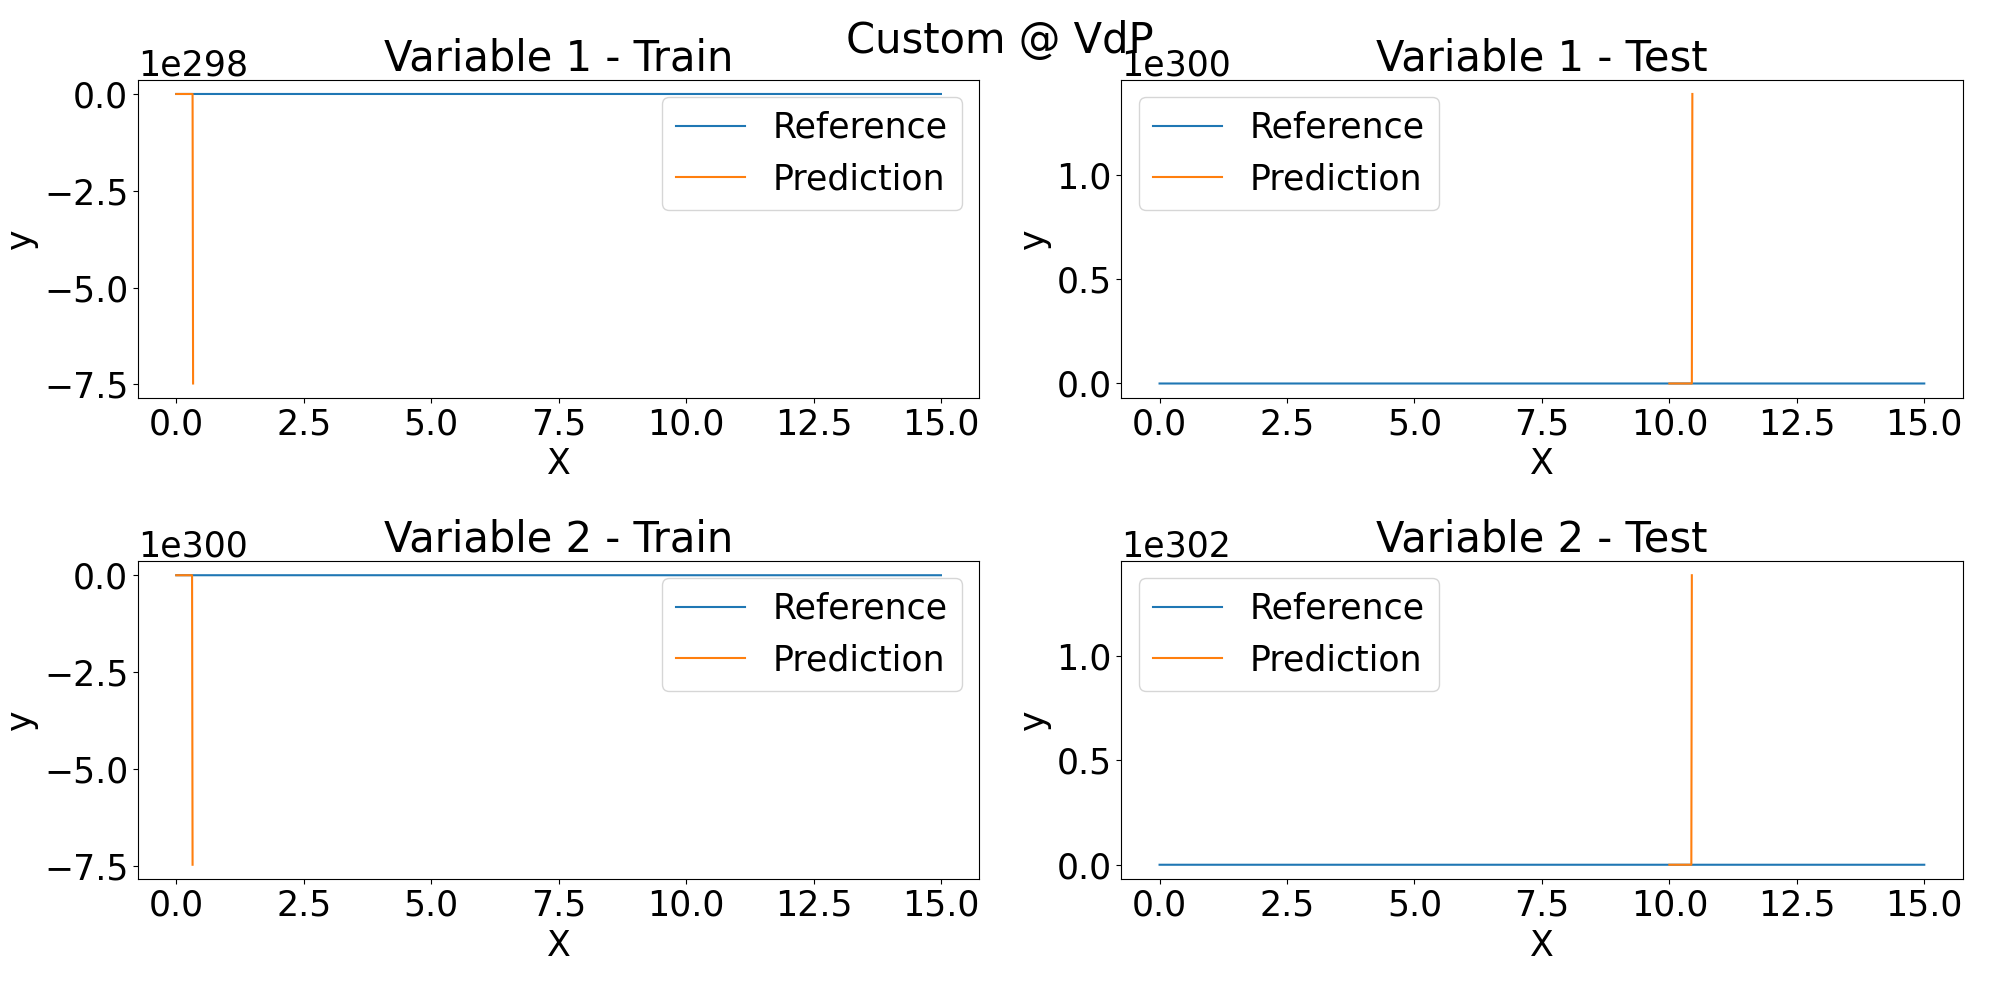 Custom @ VdP
Variable 1 - Train
1e298
0.0
−2.5
−5.0
−7.5
y
Reference
Prediction
0.0 2.5 5.0 7.5 10.0 12.5 15.0
X
Variable 1 - Test
1e300
1.0
0.5
0.0
y
Reference
Prediction
0.0 2.5 5.0 7.5 10.0 12.5 15.0
X
Variable 2 - Train
1e300
0.0
−2.5
−5.0
−7.5
y
Reference
Prediction
0.0 2.5 5.0 7.5 10.0 12.5 15.0
X
Variable 2 - Test
1e302
1.0
0.5
0.0
y
Reference
Prediction
0.0 2.5 5.0 7.5 10.0 12.5 15.0
X